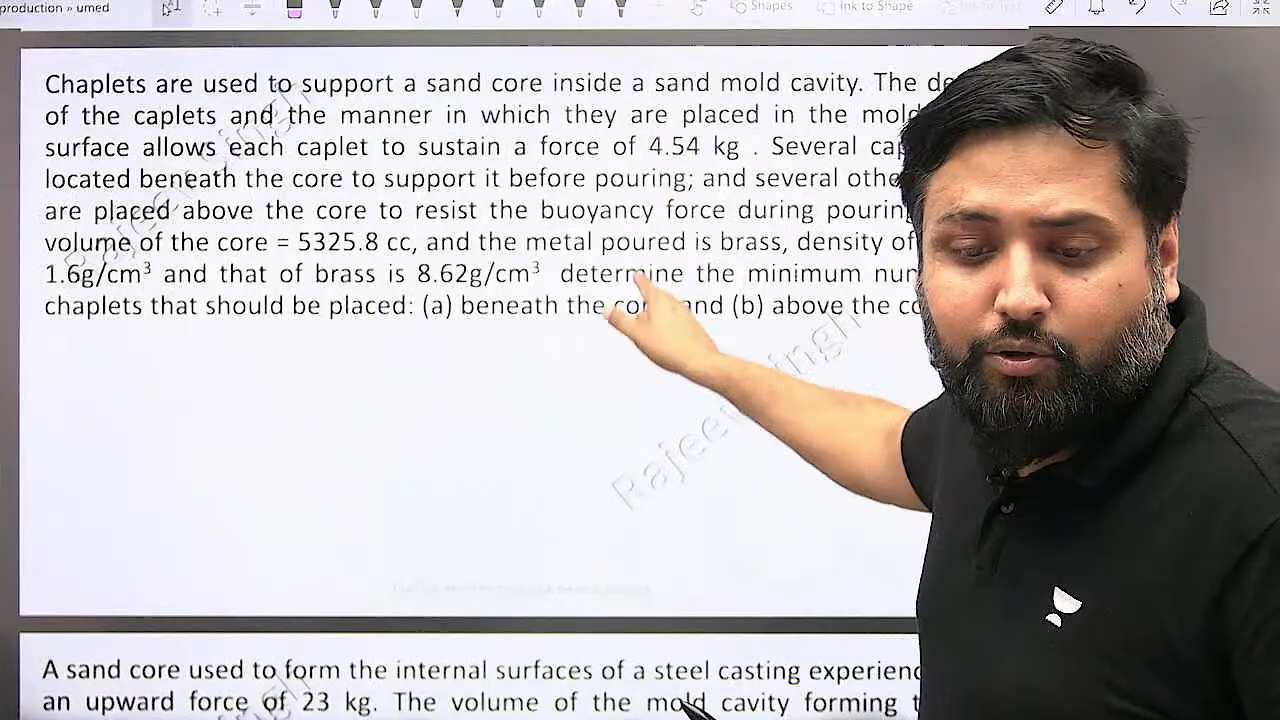 production » umed
Shapes
Ink to Shape
Ink to Text
Chaplets are used to support a sand core inside a sand mold cavity. The
of the caplets and the manner in which they are placed in the mold
surface allows each caplet to sustain a force of 4.54 kg . Several
located beneath the core to support it before pouring; and several
are placed above the core to resist the buoyancy force during pouring
volume of the core = 5325.8 cc, and the metal poured is brass, density of
1.6g/cm³ and that of brass is 8.62g/cm³ determine the minimum
chaplets that should be placed: (a) beneath the and (b) above the
A sand core used to form the internal surfaces of a steel casting
an upward force of 23 kg. The volume of the mold cavity forming